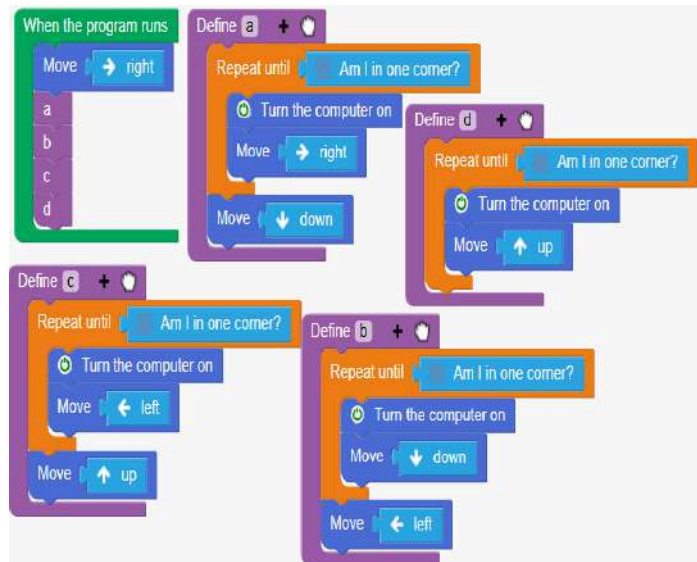 When the program runs
Move right
a
b
c
d
Define a +
Repeat until Am I in one corner?
Turn the computer on
Move right
Move down
Define d +
Repeat until Am I in one corner?
Turn the computer on
Move up
Define c +
Repeat until Am I in one corner?
Turn the computer on
Move left
Move up
Define b +
Repeat until Am I in one corner?
Turn the computer on
Move down
Move left